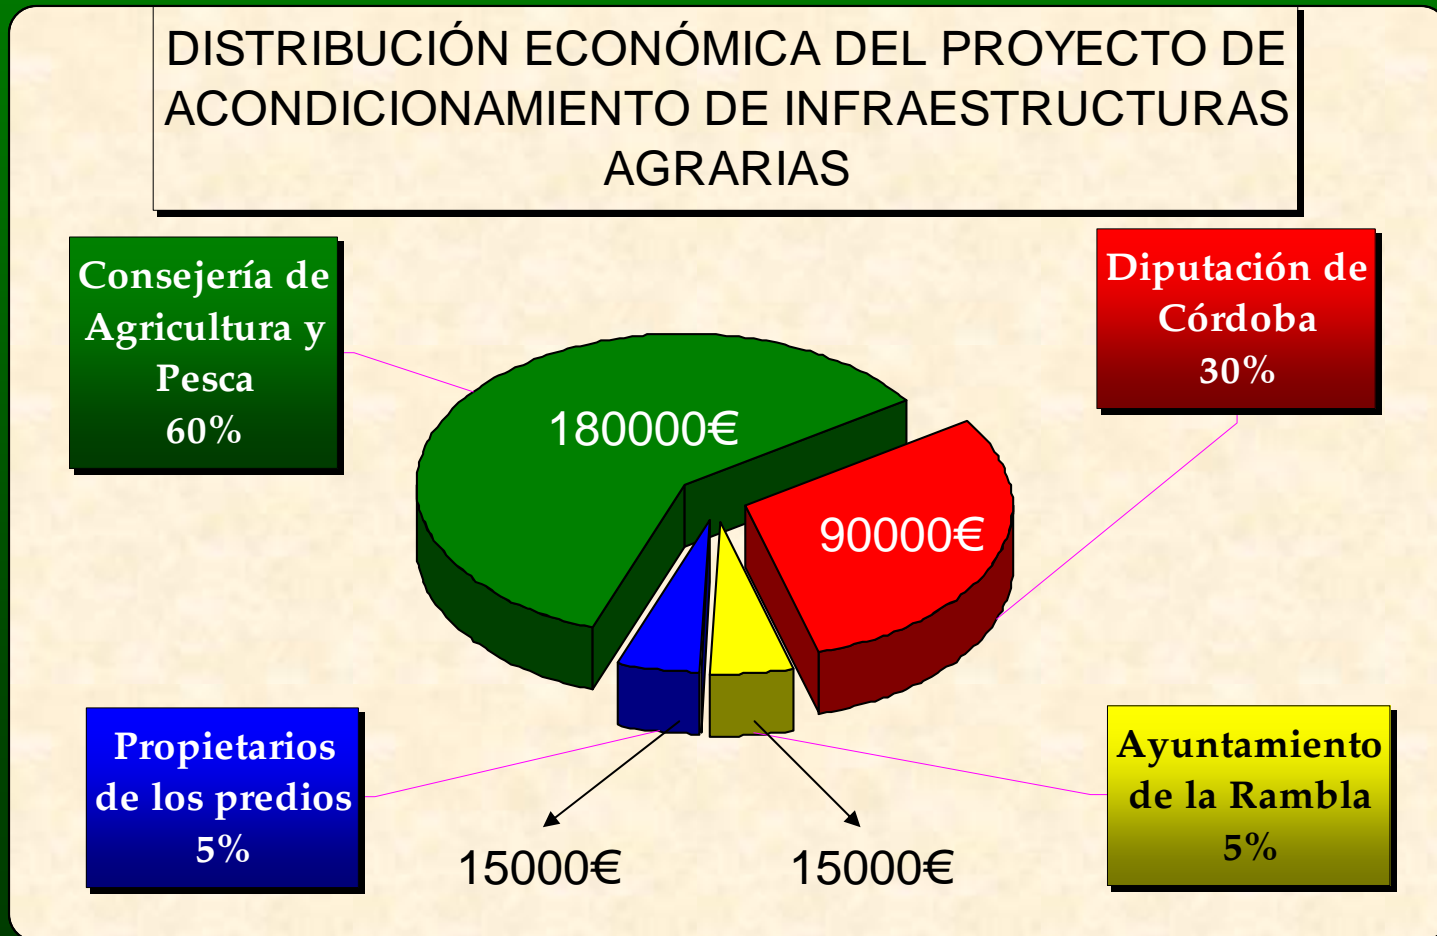 DISTRIBUCIÓN ECONÓMICA DEL PROYECTO DE
ACONDICIONAMIENTO DE INFRAESTRUCTURAS
AGRARIAS
Consejería de
Agricultura y
Pesca
60%
Diputación de
Córdoba
30%
180000€
90000€
Propietarios
de los predios
5%
Ayuntamiento
de la Rambla
5%
15000€
15000€